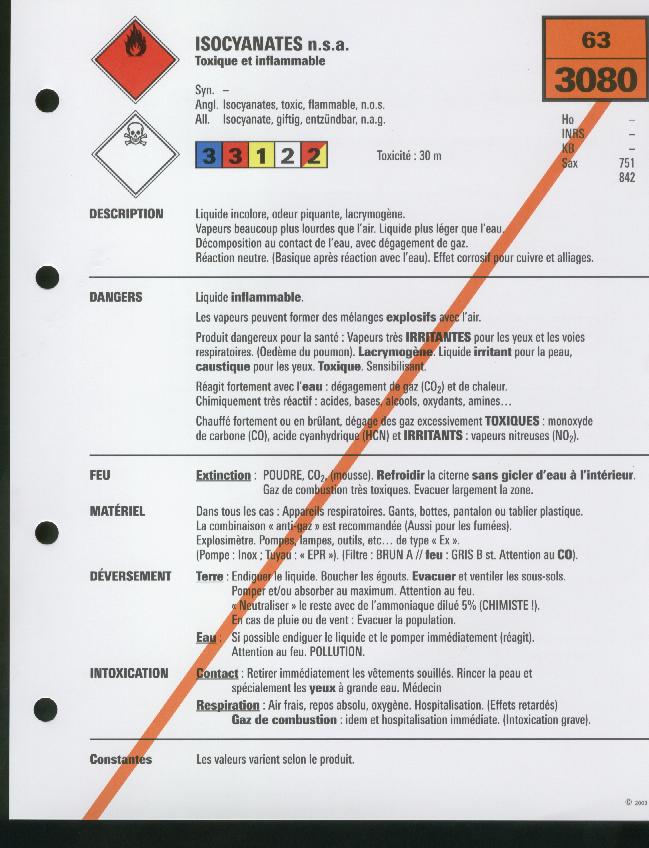 ISOCYANATES n.s.a.
Toxique et inflammable
63
3080
Syn. –
Angl. Isocyanates, toxic, flammable, n.o.s.
All. Isocyanate, giftig, entzündbar, n.a.g.
Ho –
INRS –
KB –
Sax 751
842
3 3 1 2 2
Toxicité : 30 m
DESCRIPTION
Liquide incolore, odeur piquante, lacrymogène.
Vapeurs beaucoup plus lourdes que l'air. Liquide plus léger que l'eau.
Décomposition au contact de l'eau, avec dégagement de gaz.
Réaction neutre. (Basique après réaction avec l'eau). Effet corrosif pour cuivre et alliages.
DANGERS
Liquide inflammable.
Les vapeurs peuvent former des mélanges explosifs avec l'air.
Produit dangereux pour la santé : Vapeurs très IRRITANTES pour les yeux et les voies
respiratoires. (Oedème du poumon). Lacrymogène. Liquide irritant pour la peau,
caustique pour les yeux. Toxique. Sensibilisant.
Réagit fortement avec l'eau : dégagement de gaz (CO2) et de chaleur.
Chimiquement très réactif : acides, bases, alcools, oxydants, amines...
Chauffé fortement ou en brûlant, dégage des gaz excessivement TOXIQUES : monoxyde
de carbone (CO), acide cyanhydrique (HCN) et IRRITANTS : vapeurs nitreuses (NO2).
FEU
Extinction : POUDRE, CO2, (mousse). Refroidir la citerne sans gicler d'eau à l'intérieur.
Gaz de combustion très toxiques. Evacuer largement la zone.
MATÉRIEL
Dans tous les cas : Appareils respiratoires. Gants, bottes, pantalon ou tablier plastique.
La combinaison « anti-gaz » est recommandée (Aussi pour les fumées).
Explosimètre. Pompes, lampes, outils, etc... de type « Ex ».
(Pompe : Inox ; Tuyau : « EPR »). (Filtre : BRUN A // feu : GRIS B st. Attention au CO).
DÉVERSEMENT
Terre : Endiguer le liquide. Boucher les égouts. Evacuer et ventiler les sous-sols.
Pomper et/ou absorber au maximum. Attention au feu.
« Neutraliser » le reste avec de l'ammoniaque dilué 5% (CHIMISTE !).
En cas de pluie ou de vent : Evacuer la population.
Eau : Si possible endiguer le liquide et le pomper immédiatement (réagit).
Attention au feu. POLLUTION.
INTOXICATION
Contact : Retirer immédiatement les vêtements souillés. Rincer la peau et
spécialement les yeux à grande eau. Médecin
Respiration : Air frais, repos absolu, oxygène. Hospitalisation. (Effets retardés)
Gaz de combustion : idem et hospitalisation immédiate. (Intoxication grave).
Constantes
Les valeurs varient selon le produit.
© 2003